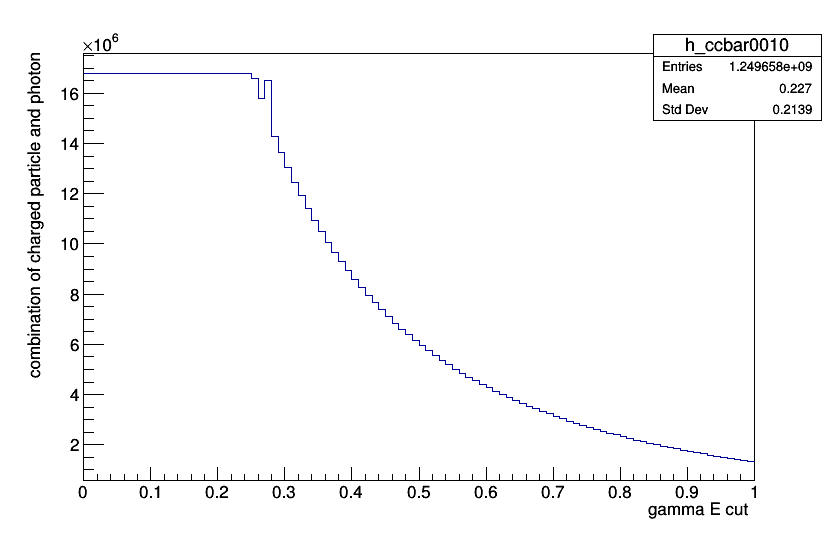 ×10⁶
h_ccbar0010
Entries 1.249658e+09
Mean 0.227
Std Dev 0.2139
combination of charged particle and photon
16
14
12
10
8
6
4
2
0 0.1 0.2 0.3 0.4 0.5 0.6 0.7 0.8 0.9 1
gamma E cut